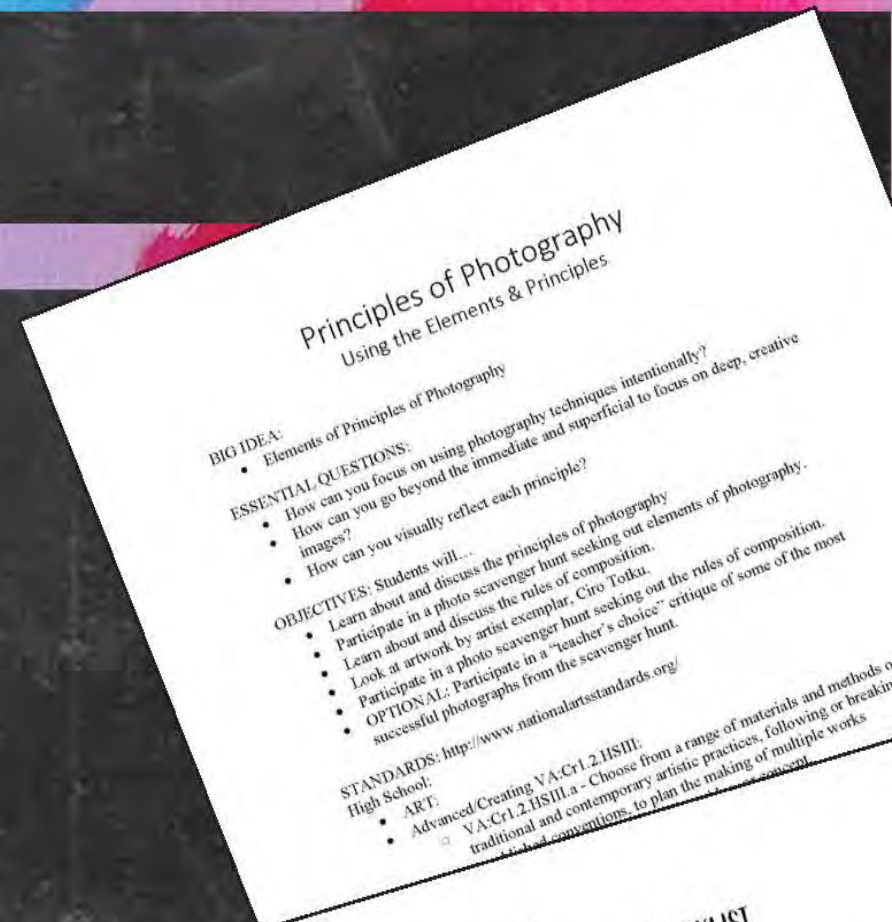 Principles of Photography
Using the Elements & Principles
BIG IDEA:
• Elements of Principles of Photography
ESSENTIAL QUESTIONS:
• How can you focus on using photography techniques intentionally?
• How can you go beyond the immediate and superficial to focus on deep, creative
images?
• How can you visually reflect each principle?
OBJECTIVES: Students will…
• Learn about and discuss the principles of photography
• Participate in a photo scavenger hunt seeking out elements of photography.
• Learn about and discuss the rules of composition.
• Look at artwork by artist exemplar, Ciro Totku.
• Participate in a photo scavenger hunt seeking out the rules of composition.
• OPTIONAL: Participate in a “teacher’s choice” critique of some of the most
successful photographs from the scavenger hunt.
STANDARDS: http://www.nationalartsstandards.org/
High School:
• ART:
• Advanced/Creating VA:Cr1.2.HSIII:
○ VA:Cr1.2.HSIII.a - Choose from a range of materials and methods o
traditional and contemporary artistic practices, following or breakin
conventions, to plan the making of multiple works
concept